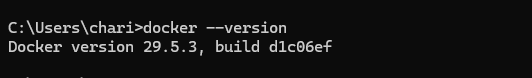 C:\Users\chari>docker --version
Docker version 29.5.3, build d1c06ef